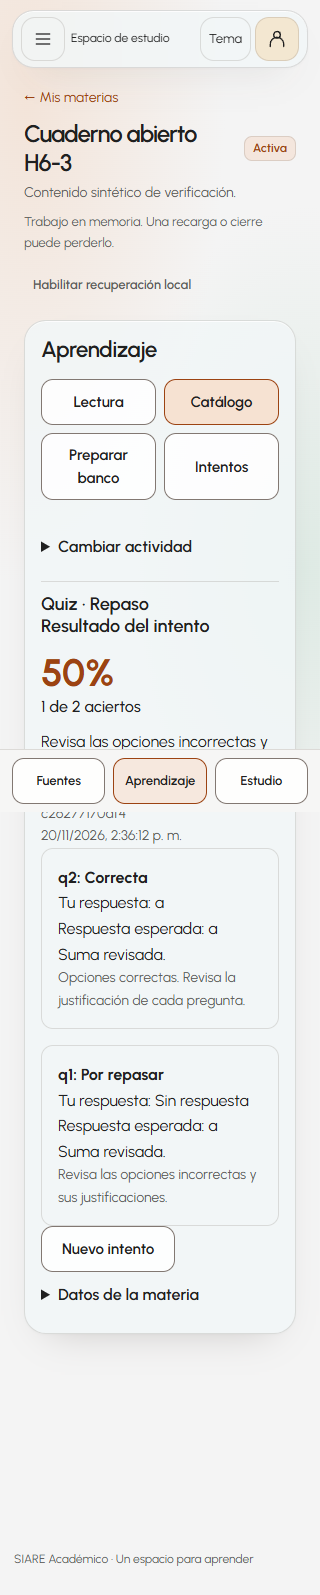 Espacio de estudio
Tema
← Mis materias
Cuaderno abierto
H6-3
Activa
Contenido sintético de verificación.
Trabajo en memoria. Una recarga o cierre
puede perderlo.
Habilitar recuperación local
Aprendizaje
Lectura
Catálogo
Preparar
banco
Intentos
Cambiar actividad
Quiz · Repaso
Resultado del intento
50%
1 de 2 aciertos
Revisa las opciones incorrectas y
Fuentes
Aprendizaje
Estudio
20/11/2026, 2:36:12 p. m.
q2: Correcta
Tu respuesta: a
Respuesta esperada: a
Suma revisada.
Opciones correctas. Revisa la
justificación de cada pregunta.
q1: Por repasar
Tu respuesta: Sin respuesta
Respuesta esperada: a
Suma revisada.
Revisa las opciones incorrectas y
sus justificaciones.
Nuevo intento
Datos de la materia
SIARE Académico · Un espacio para aprender